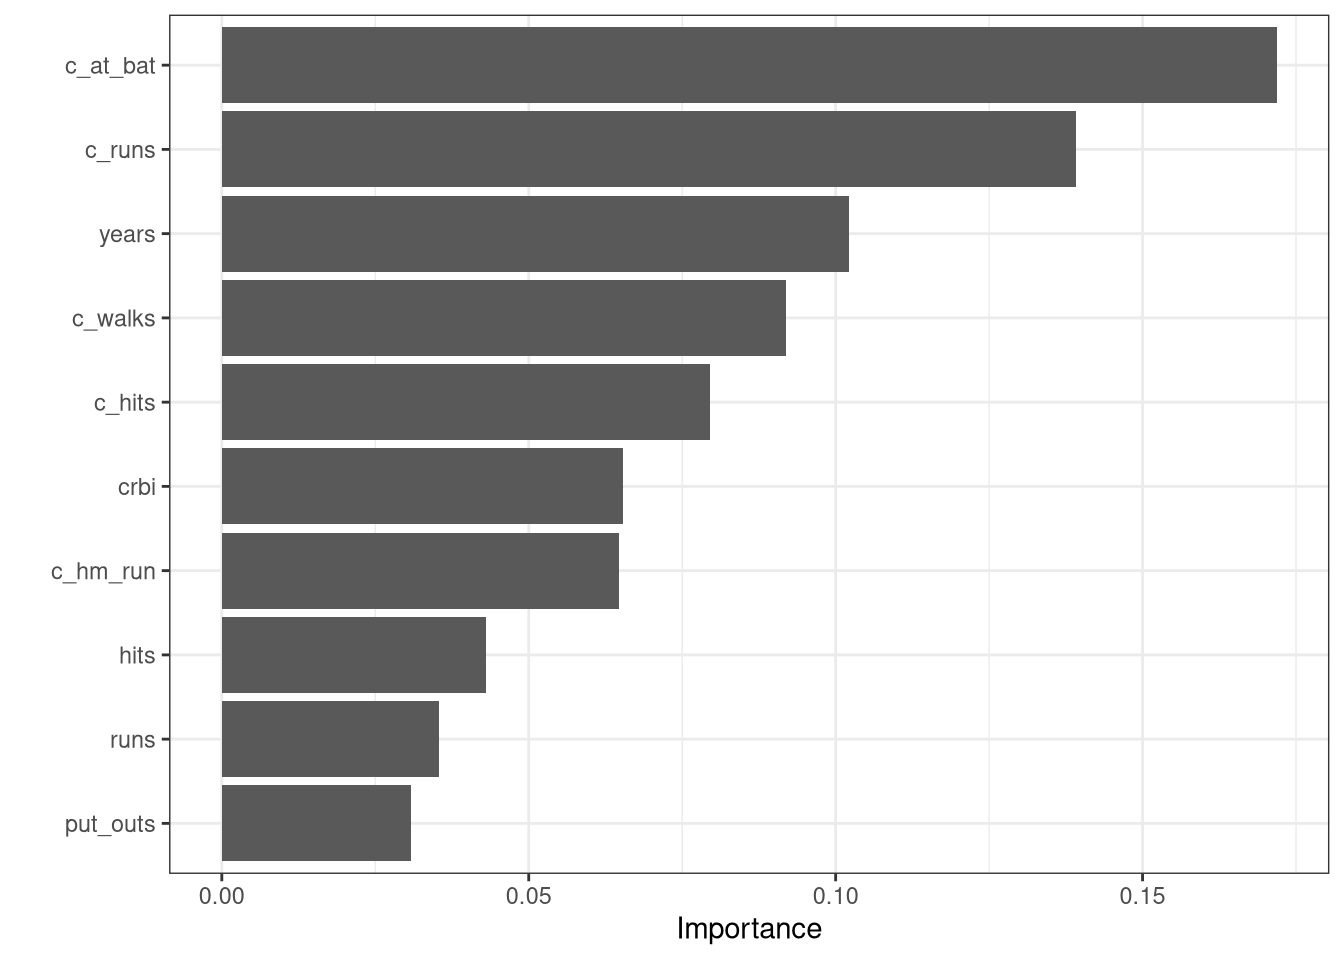 c_at_bat
c_runs
years
c_walks
c_hits
crbi
c_hm_run
hits
runs
put_outs
0.00 0.05 0.10 0.15
Importance